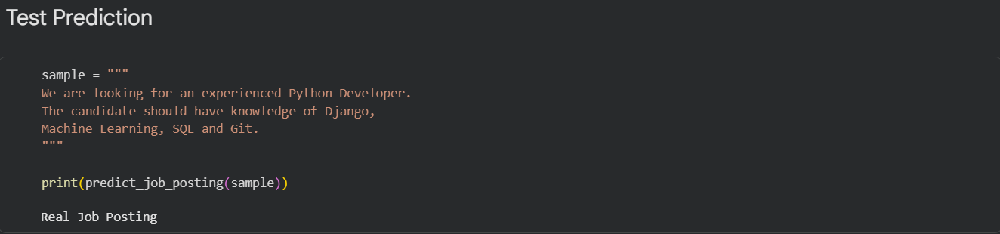 Test Prediction
sample = """
We are looking for an experienced Python Developer.
The candidate should have knowledge of Django,
Machine Learning, SQL and Git.
"""
print(predict_job_posting(sample))
Real Job Posting